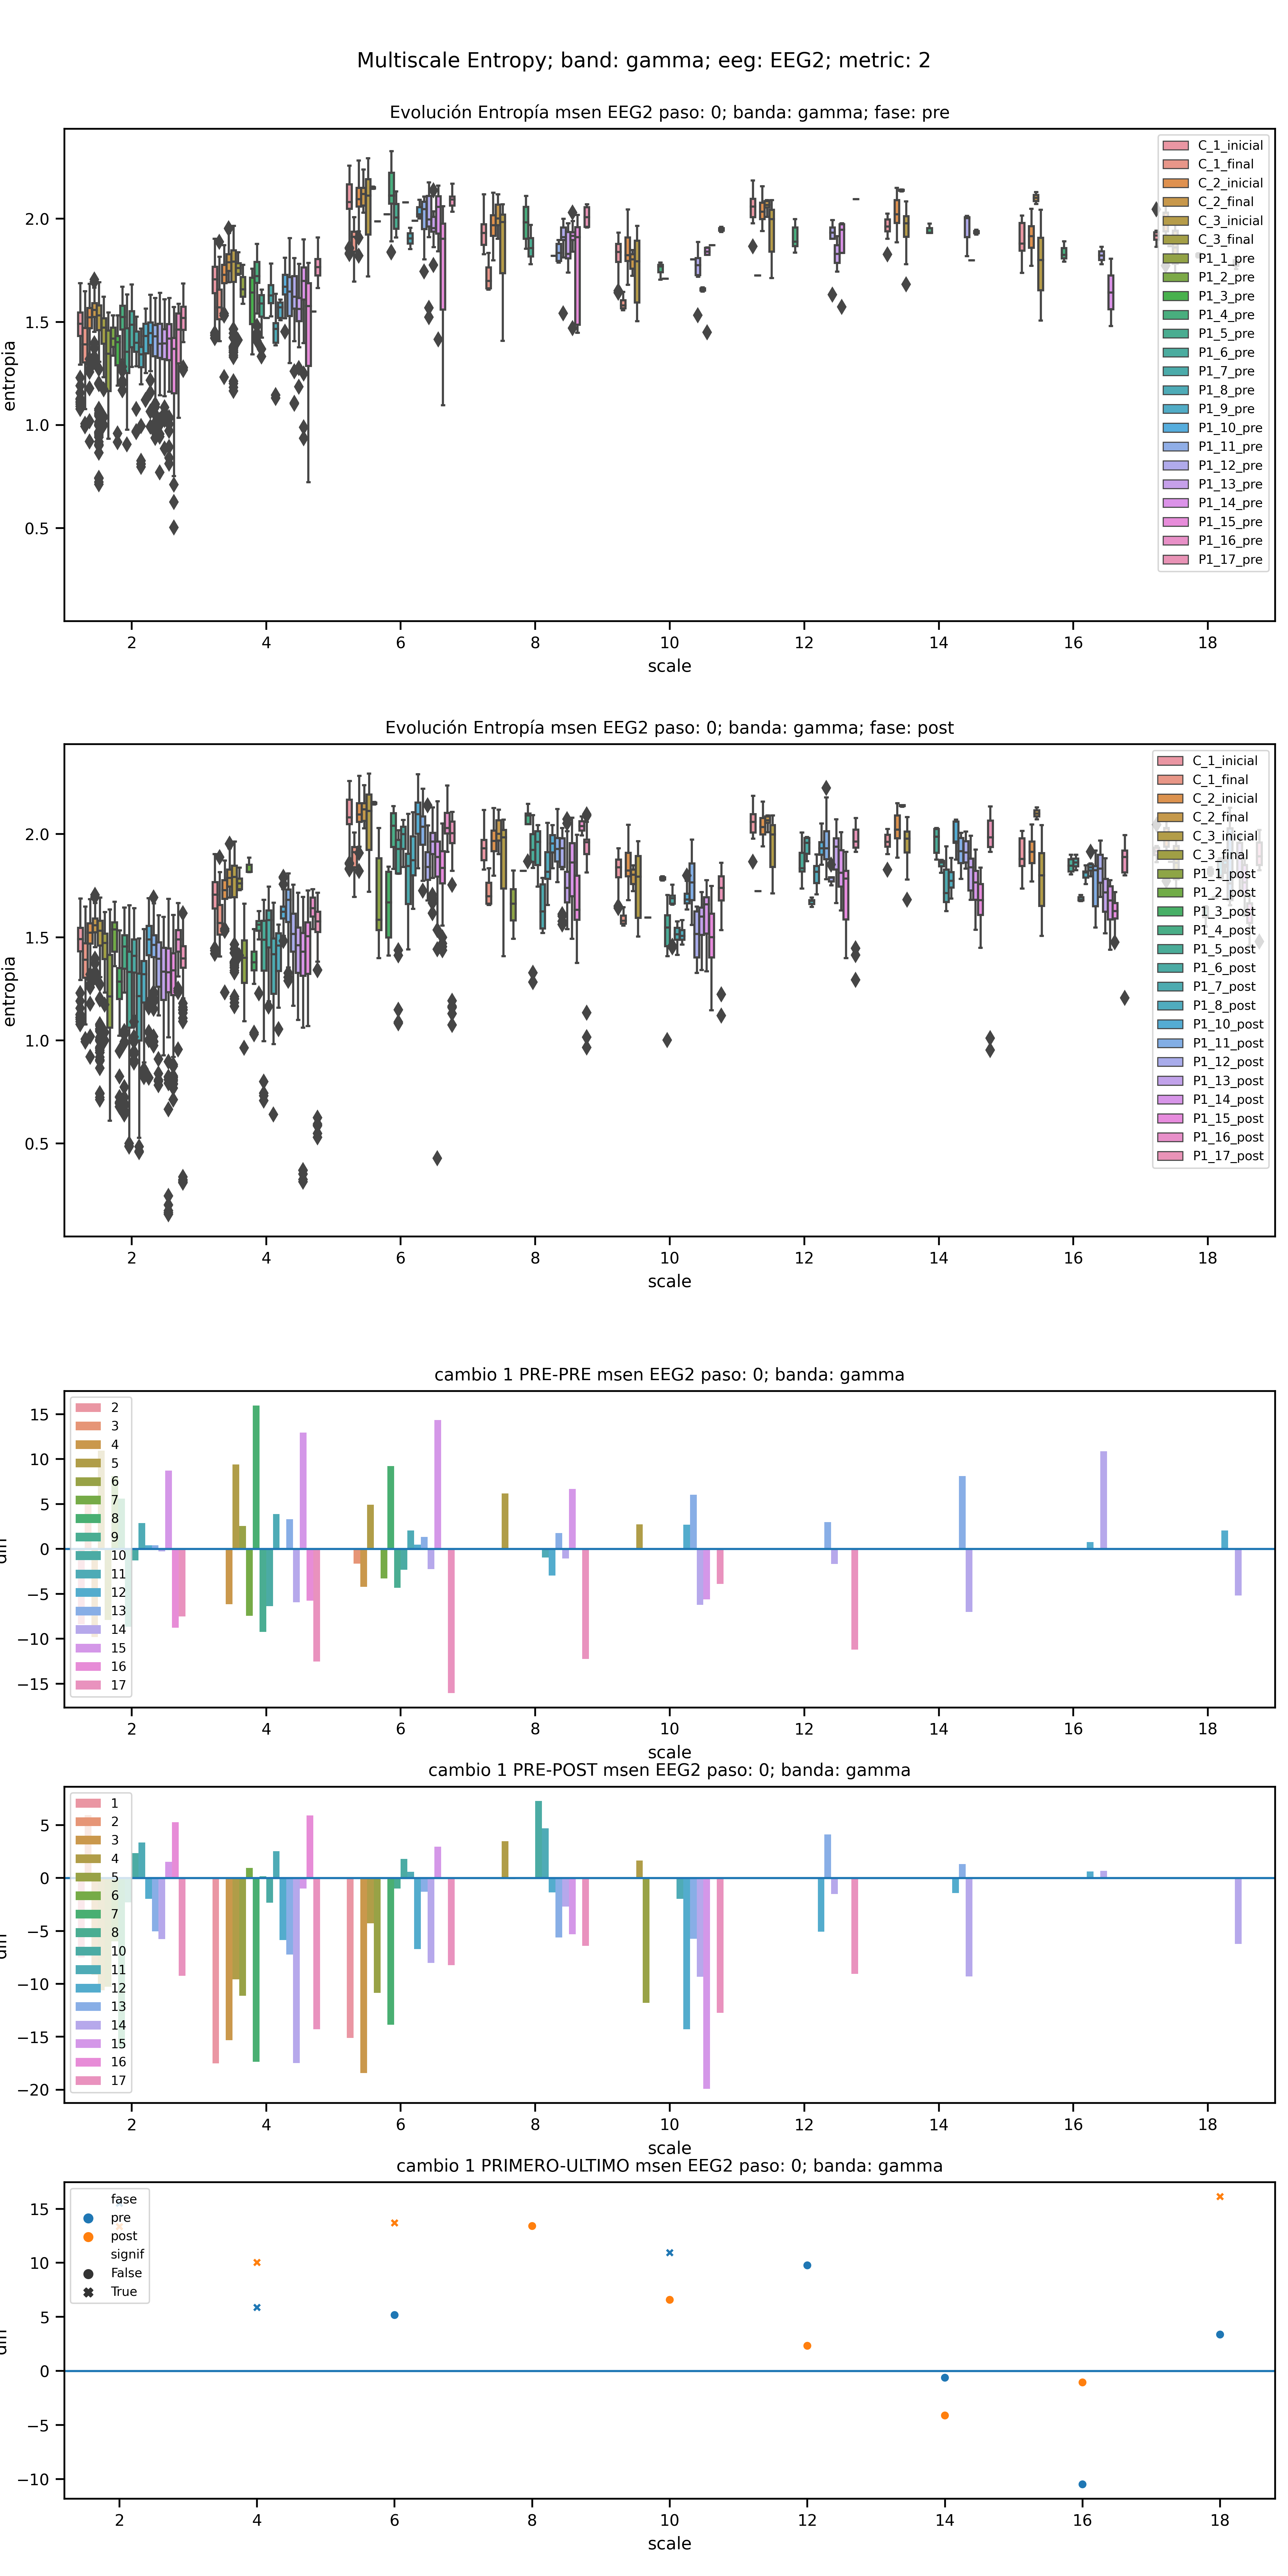 Multiscale Entropy; band: gamma; eeg: EEG2; metric: 2
Evolución Entropía msen EEG2 paso: 0; banda: gamma; fase: pre
entropia
2.0
1.5
1.0
0.5
C_1_inicial
C_1_final
C_2_inicial
C_2_final
C_3_inicial
C_3_final
P1_1_pre
P1_2_pre
P1_3_pre
P1_4_pre
P1_5_pre
P1_6_pre
P1_7_pre
P1_8_pre
P1_9_pre
P1_10_pre
P1_11_pre
P1_12_pre
P1_13_pre
P1_14_pre
P1_15_pre
P1_16_pre
P1_17_pre
2 4 6 8 10 12 14 16 18
scale
Evolución Entropía msen EEG2 paso: 0; banda: gamma; fase: post
entropia
2.0
1.5
1.0
0.5
C_1_inicial
C_1_final
C_2_inicial
C_2_final
C_3_inicial
C_3_final
P1_1_post
P1_2_post
P1_3_post
P1_4_post
P1_5_post
P1_6_post
P1_7_post
P1_8_post
P1_10_post
P1_11_post
P1_12_post
P1_13_post
P1_14_post
P1_15_post
P1_16_post
P1_17_post
2 4 6 8 10 12 14 16 18
scale
cambio 1 PRE-PRE msen EEG2 paso: 0; banda: gamma
15
10
5
0
−5
−10
−15
2
3
4
5
6
7
8
9
10
11
12
13
14
15
16
17
2 4 6 8 10 12 14 16 18
scale
cambio 1 PRE-POST msen EEG2 paso: 0; banda: gamma
5
0
−5
−10
−15
−20
1
2
3
4
5
6
7
8
10
11
12
13
14
15
16
17
2 4 6 8 10 12 14 16 18
scale
cambio 1 PRIMERO-ULTIMO msen EEG2 paso: 0; banda: gamma
15
10
5
0
−5
−10
fase
pre
post
signif
False
True
2 4 6 8 10 12 14 16 18
scale